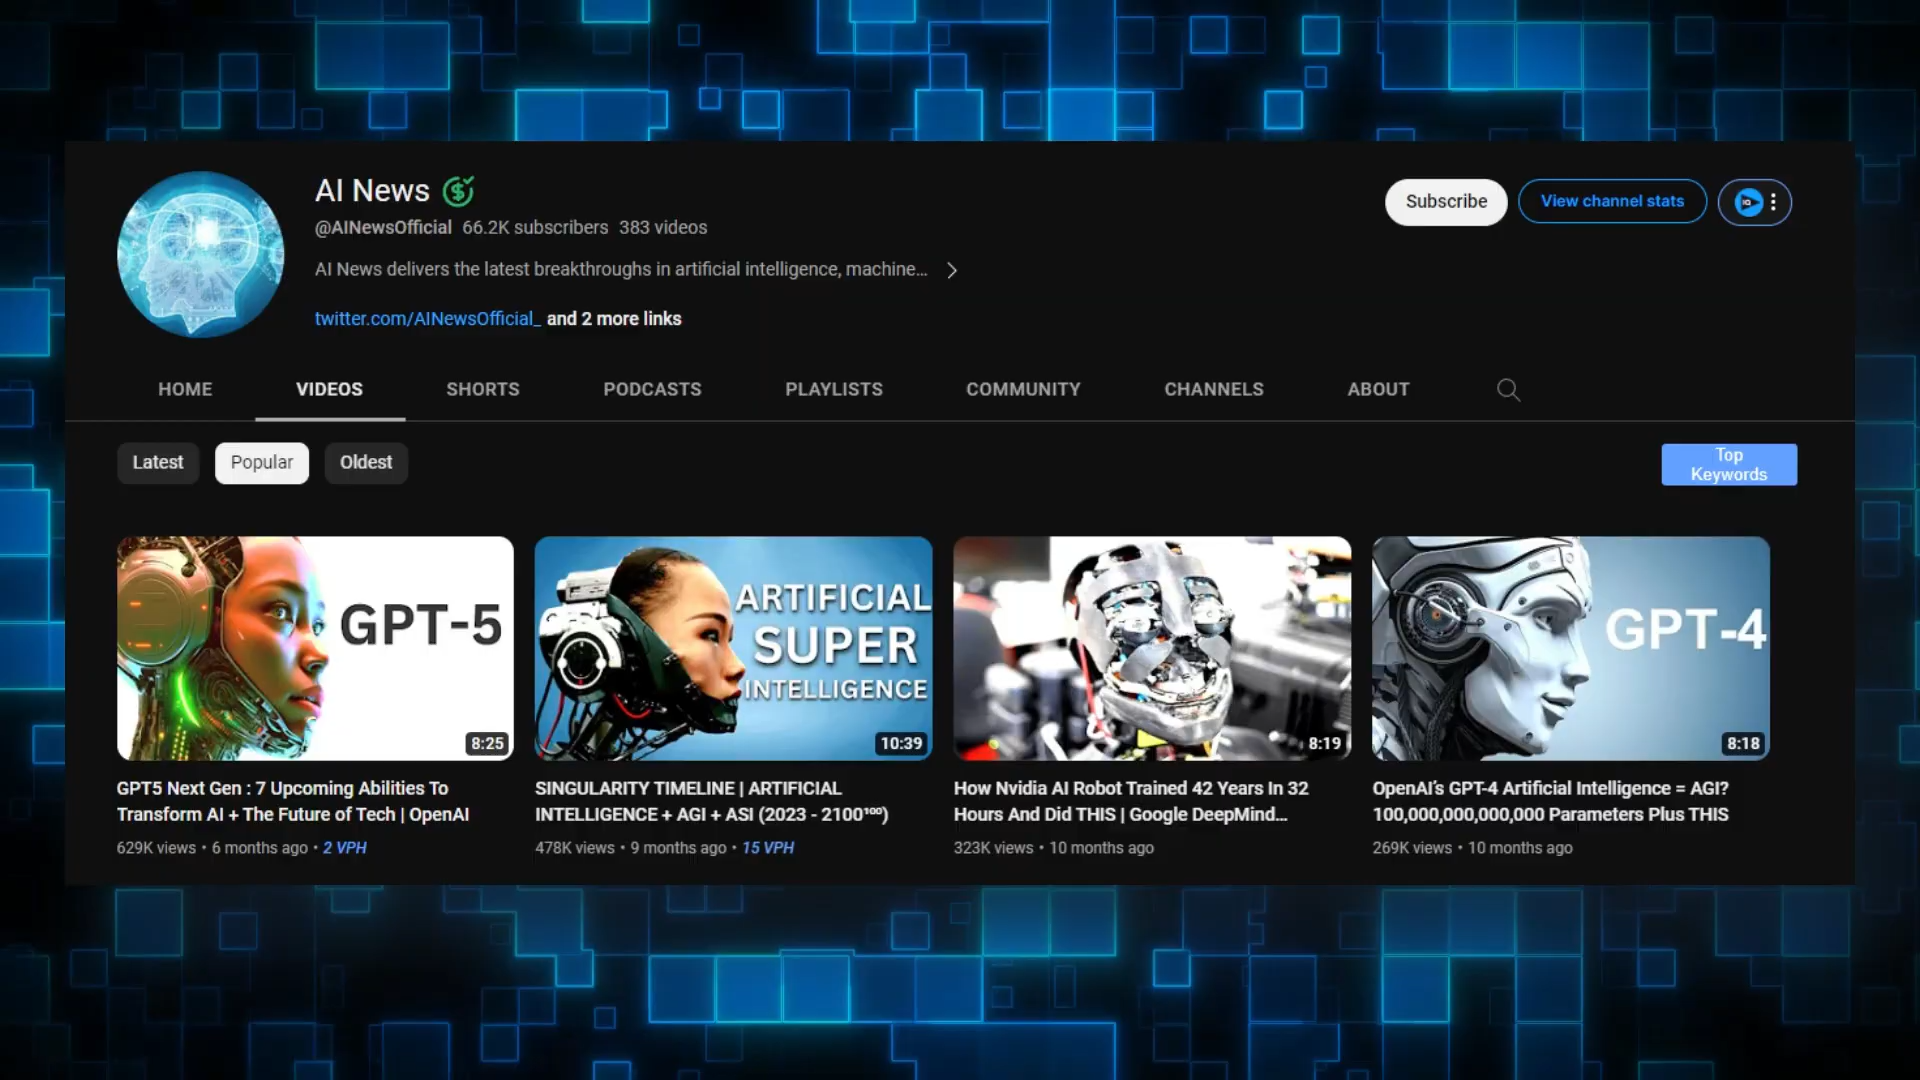 AI News
@AINewsOfficial 66.2K subscribers 383 videos
AI News delivers the latest breakthroughs in artificial intelligence, machine...
twitter.com/AINewsOfficial_ and 2 more links
Subscribe
View channel stats
IQ
HOME
VIDEOS
SHORTS
PODCASTS
PLAYLISTS
COMMUNITY
CHANNELS
ABOUT
Latest
Popular
Oldest
Top
Keywords
GPT-5
8:25
GPT5 Next Gen : 7 Upcoming Abilities To
Transform AI + The Future of Tech | OpenAI
629K views • 6 months ago • 2 VPH
ARTIFICIAL
SUPER
INTELLIGENCE
10:39
SINGULARITY TIMELINE | ARTIFICIAL
INTELLIGENCE + AGI + ASI (2023 - 2100¹⁰⁰)
478K views • 9 months ago • 15 VPH
8:19
How Nvidia AI Robot Trained 42 Years In 32
Hours And Did THIS | Google DeepMind...
323K views • 10 months ago
GPT-4
8:18
OpenAI’s GPT-4 Artificial Intelligence = AGI?
100,000,000,000,000 Parameters Plus THIS
269K views • 10 months ago